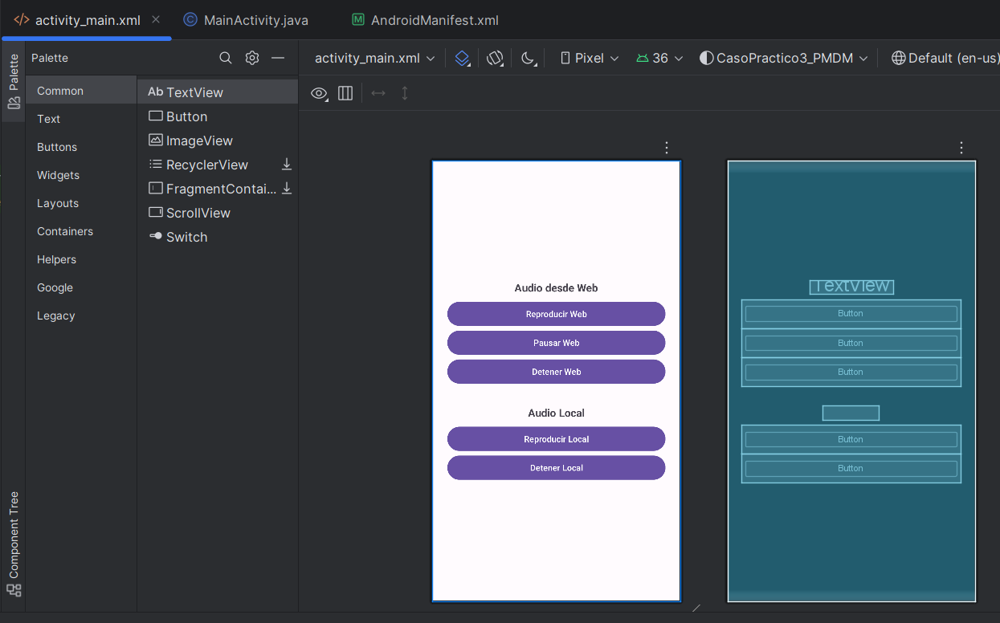 activity_main.xml
MainActivity.java
AndroidManifest.xml
Palette
Component Tree
Palette
Common
Text
Buttons
Widgets
Layouts
Containers
Helpers
Google
Legacy
Ab TextView
Button
ImageView
RecyclerView
FragmentContai...
ScrollView
Switch
activity_main.xml
Pixel
36
CasoPractico3_PMDM
Default (en-us)
Audio desde Web
Reproducir Web
Pausar Web
Detener Web
Audio Local
Reproducir Local
Detener Local
TextView
Button
Button
Button
Button
Button